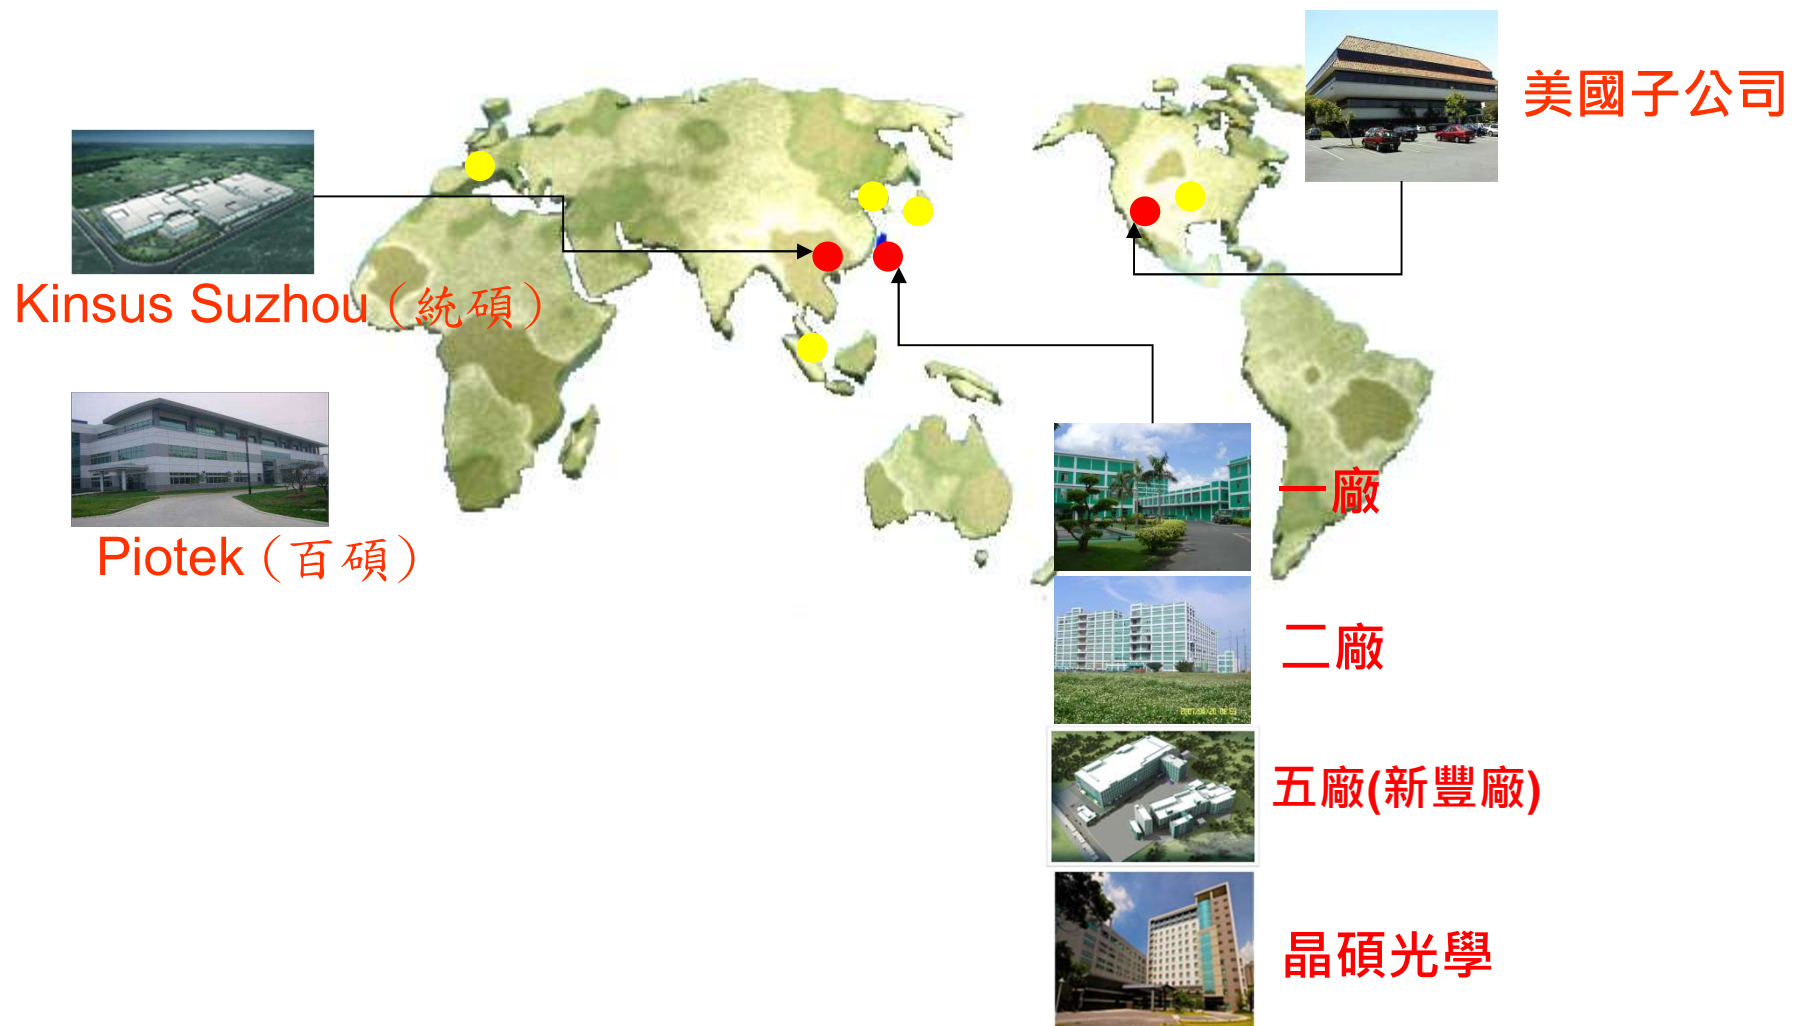 美國子公司
Kinsus Suzhou（統碩）
Piotek（百碩）
一廠
二廠
五廠(新豐廠)
晶碩光學